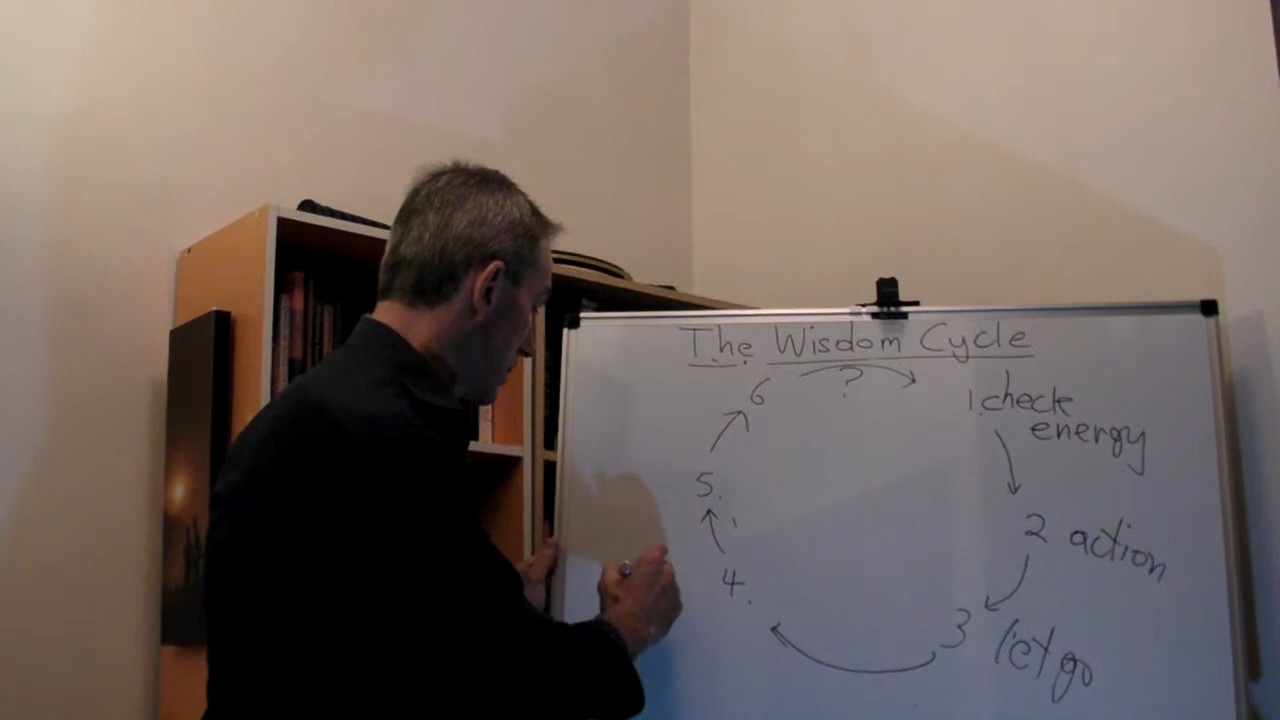 The Wisdom Cycle
?
1. check
energy
2 action
3 let go
4.
5.
6